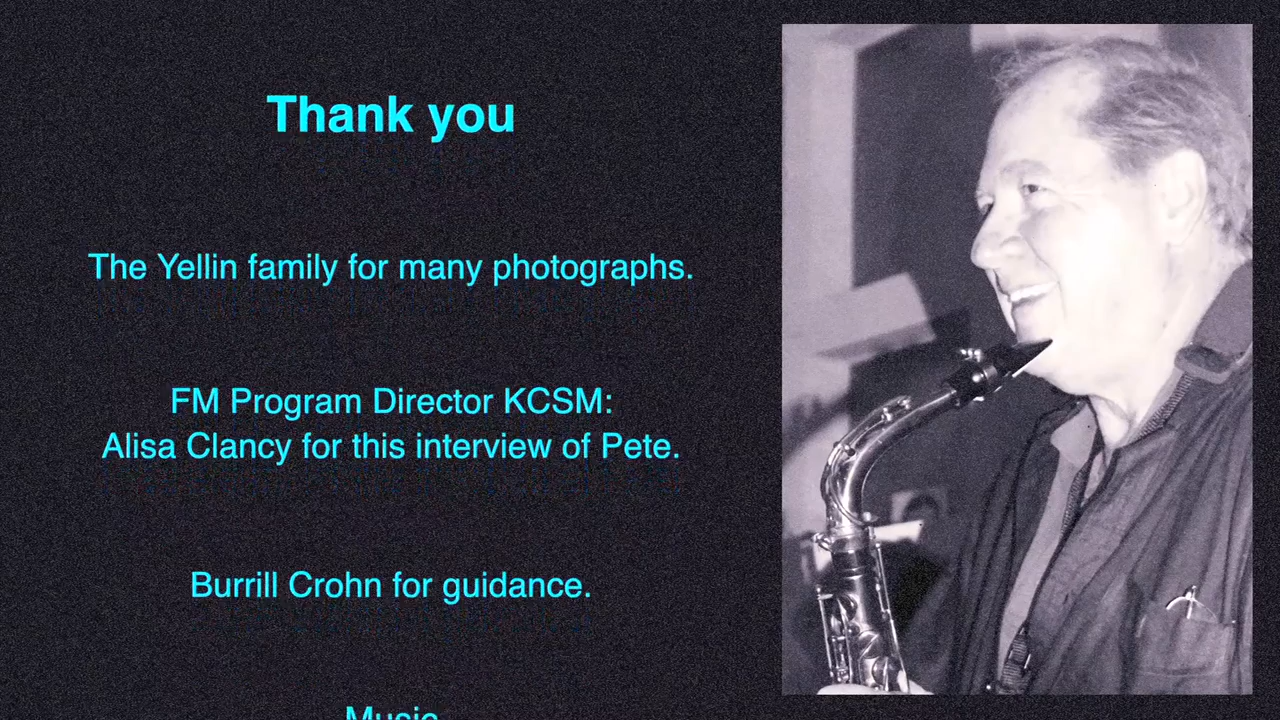 Thank you
The Yellin family for many photographs.
FM Program Director KCSM:
Alisa Clancy for this interview of Pete.
Burrill Crohn for guidance.
Music